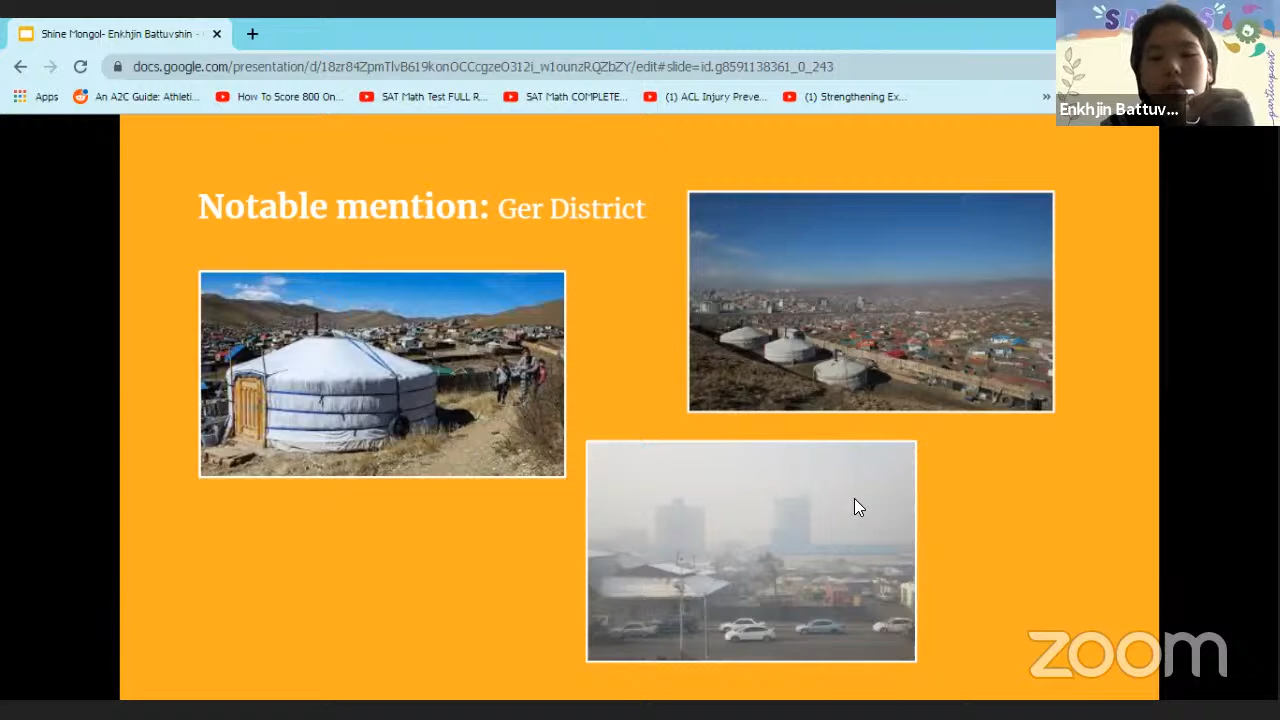 Shine Mongol- Enkhjin Battuvshin -
docs.google.com/presentation/d/18zr84ZpmTlvB619konOCCcgzeO312i_w1ounzRQZbZY/edit#slide=id.g8591138361_0_243
Apps
An A2C Guide: Athleti...
How To Score 800 On...
SAT Math Test FULL R...
SAT Math COMPLETE...
(1) ACL Injury Preve...
(1) Strengthening Ex...
»
participant
Enkhjin Battuv...
Notable mention: Ger District
zoom